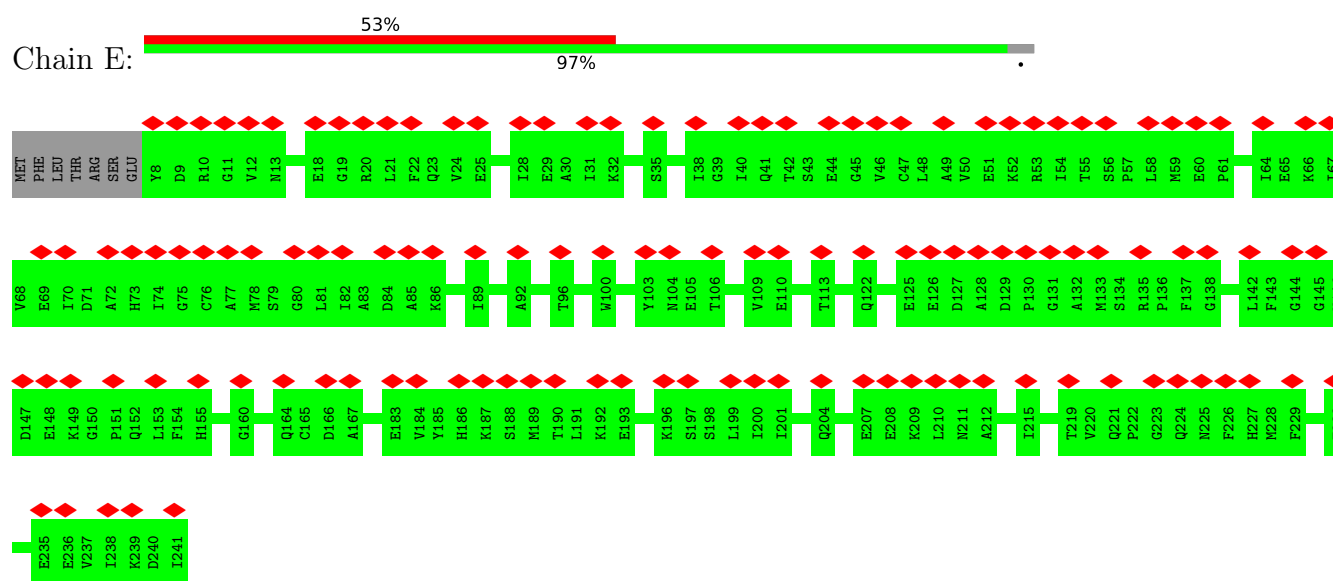 53%
Chain E:
97%
.
MET PHE LEU THR ARG SER GLU Y8 D9 R10 G11 V12 N13 E18 G19 R20 L21 F22 Q23 V24 E25 I28 E29 A30 I31 K32 S35 I38 G39 I40 Q41 T42 S43 E44 G45 V46 C47 L48 A49 V50 E51 K52 R53 I54 T55 S56 P57 L58 M59 E60 P61 I64 E65 K66 I67
V68 E69 I70 D71 A72 H73 I74 G75 C76 A77 M78 S79 G80 L81 I82 A83 D84 A85 K86 I89 A92 T96 W100 Y103 N104 E105 T106 V109 E110 T113 Q122 E125 E126 D127 A128 D129 P130 G131 A132 M133 S134 R135 P136 F137 G138 L142 F143 G144 G145
D147 E148 K149 G150 P151 Q152 L153 F154 H155 G160 Q164 C165 D166 A167 E183 V184 Y185 H186 K187 S188 M189 T190 L191 K192 E193 K196 S197 S198 L199 I200 I201 Q204 E207 E208 K209 L210 N211 A212 I215 T219 V220 Q221 P222 G223 Q224 N225 F226 H227 M228 F229
E235 E236 V237 I238 K239 D240 I241